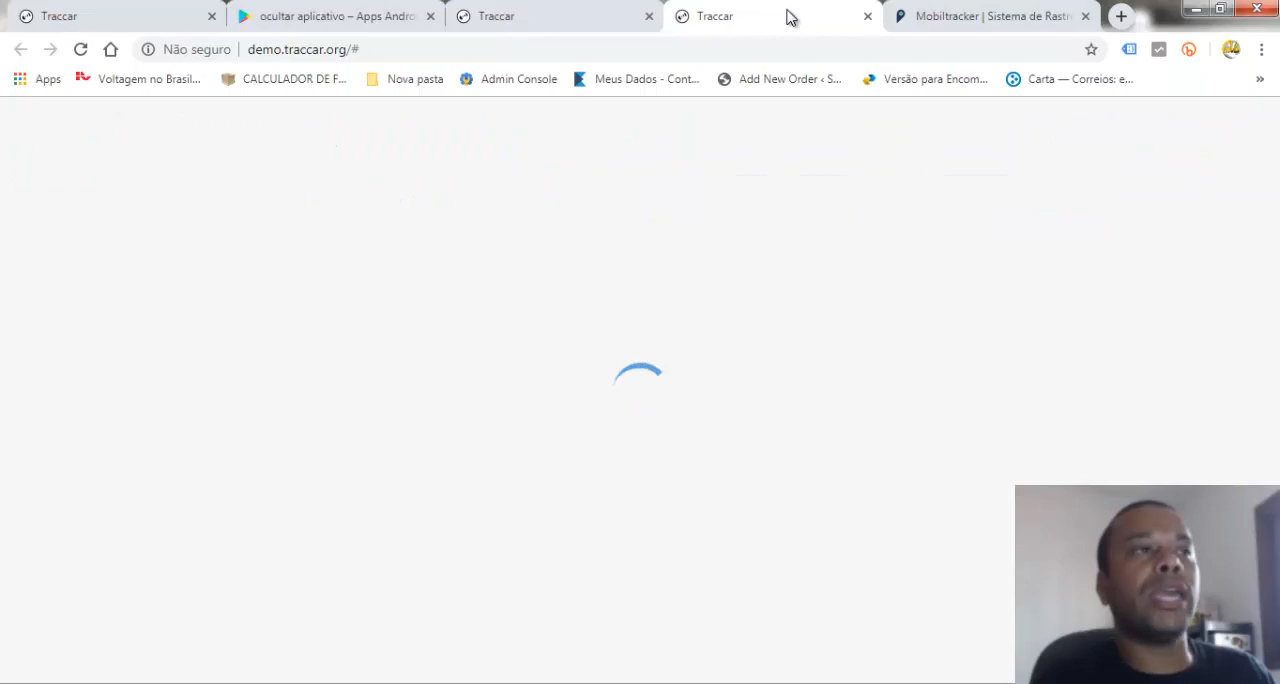 Traccar
ocultar aplicativo – Apps Andro
Traccar
Traccar
Mobiltracker | Sistema de Rastre
Não seguro
demo.traccar.org/#
Apps
Voltagem no Brasil...
CALCULADOR DE F...
Nova pasta
Admin Console
Meus Dados - Cont...
Add New Order ‹ S...
Versão para Encom...
Carta — Correios: e...